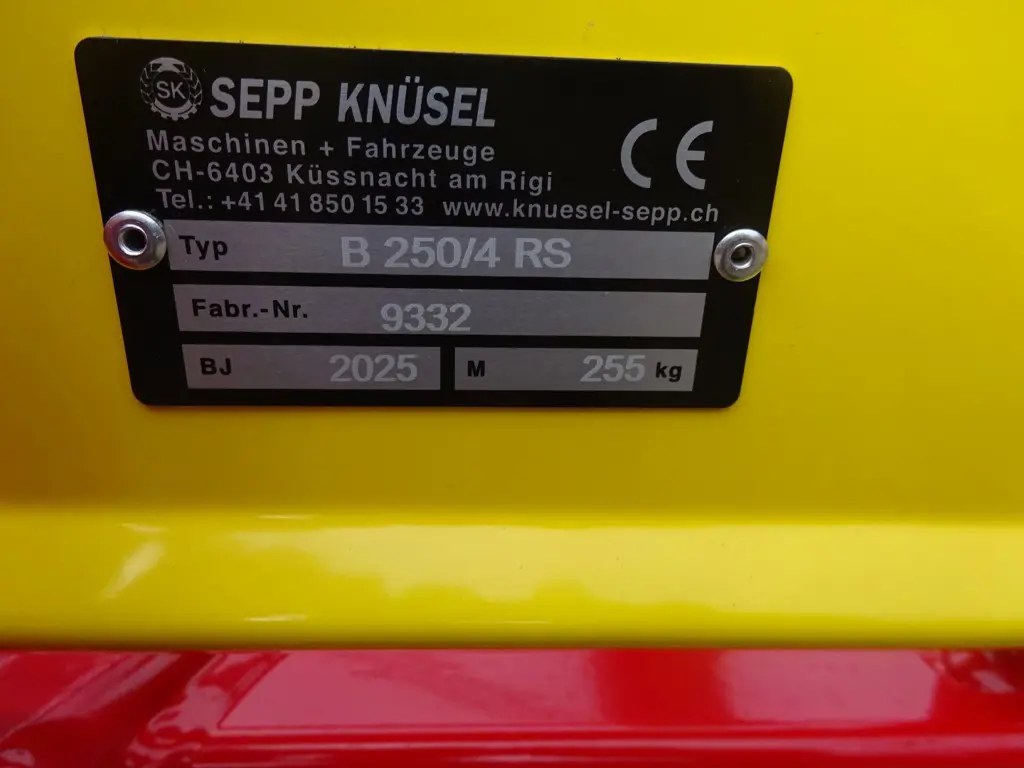 SK SEPP KNÜSEL
Maschinen + Fahrzeuge
CH-6403 Küssnacht am Rigi
Tel.: +41 41 850 15 33 www.knuesel-sepp.ch
CE
Typ B 250/4 RS
Fabr.-Nr. 9332
BJ 2025 M 255 kg